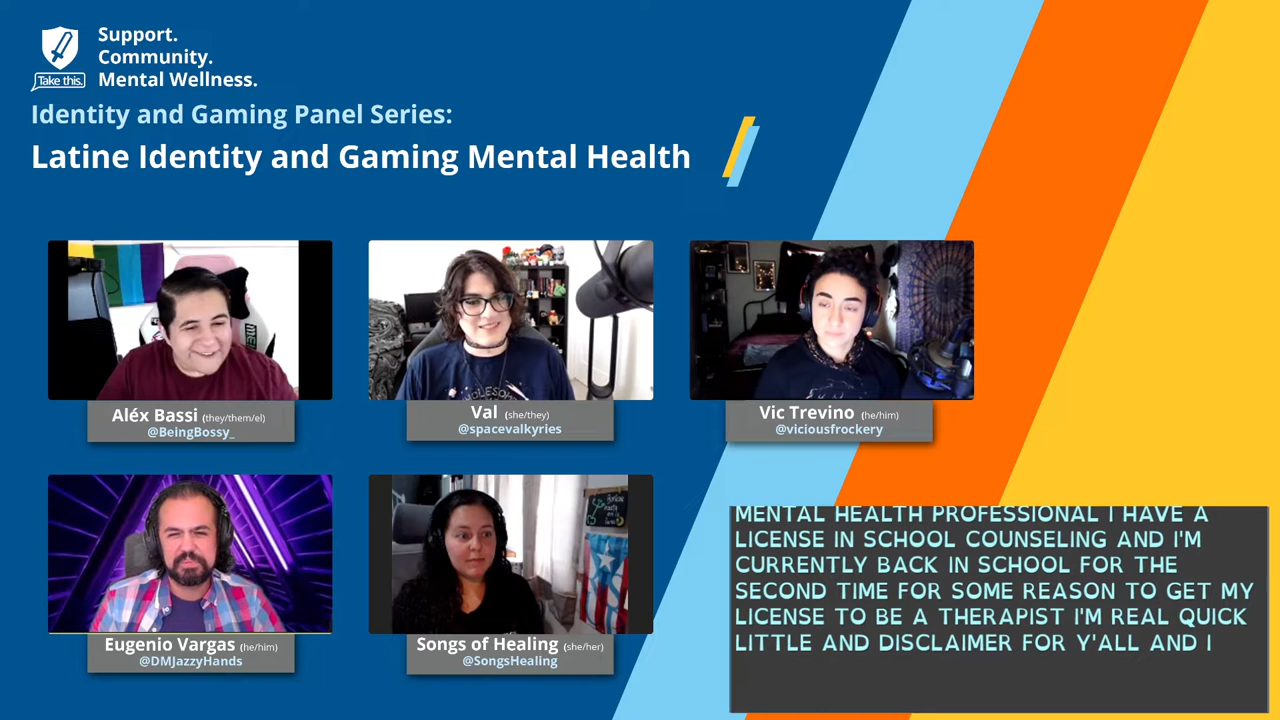 Support.
Community.
Mental Wellness.
Take this.
Identity and Gaming Panel Series:
Latine Identity and Gaming Mental Health
Aléx Bassi (they/them/el)
@BeingBossy_
Val (she/they)
@spacevalkyries
Vic Trevino (he/him)
@viciousfrockery
Eugenio Vargas (he/him)
@DMJazzyHands
Songs of Healing (she/her)
@SongsHealing
MENTAL HEALTH PROFESSIONAL I HAVE A
LICENSE IN SCHOOL COUNSELING AND I'M
CURRENTLY BACK IN SCHOOL FOR THE
SECOND TIME FOR SOME REASON TO GET MY
LICENSE TO BE A THERAPIST I'M REAL QUICK
LITTLE AND DISCLAIMER FOR Y'ALL AND I